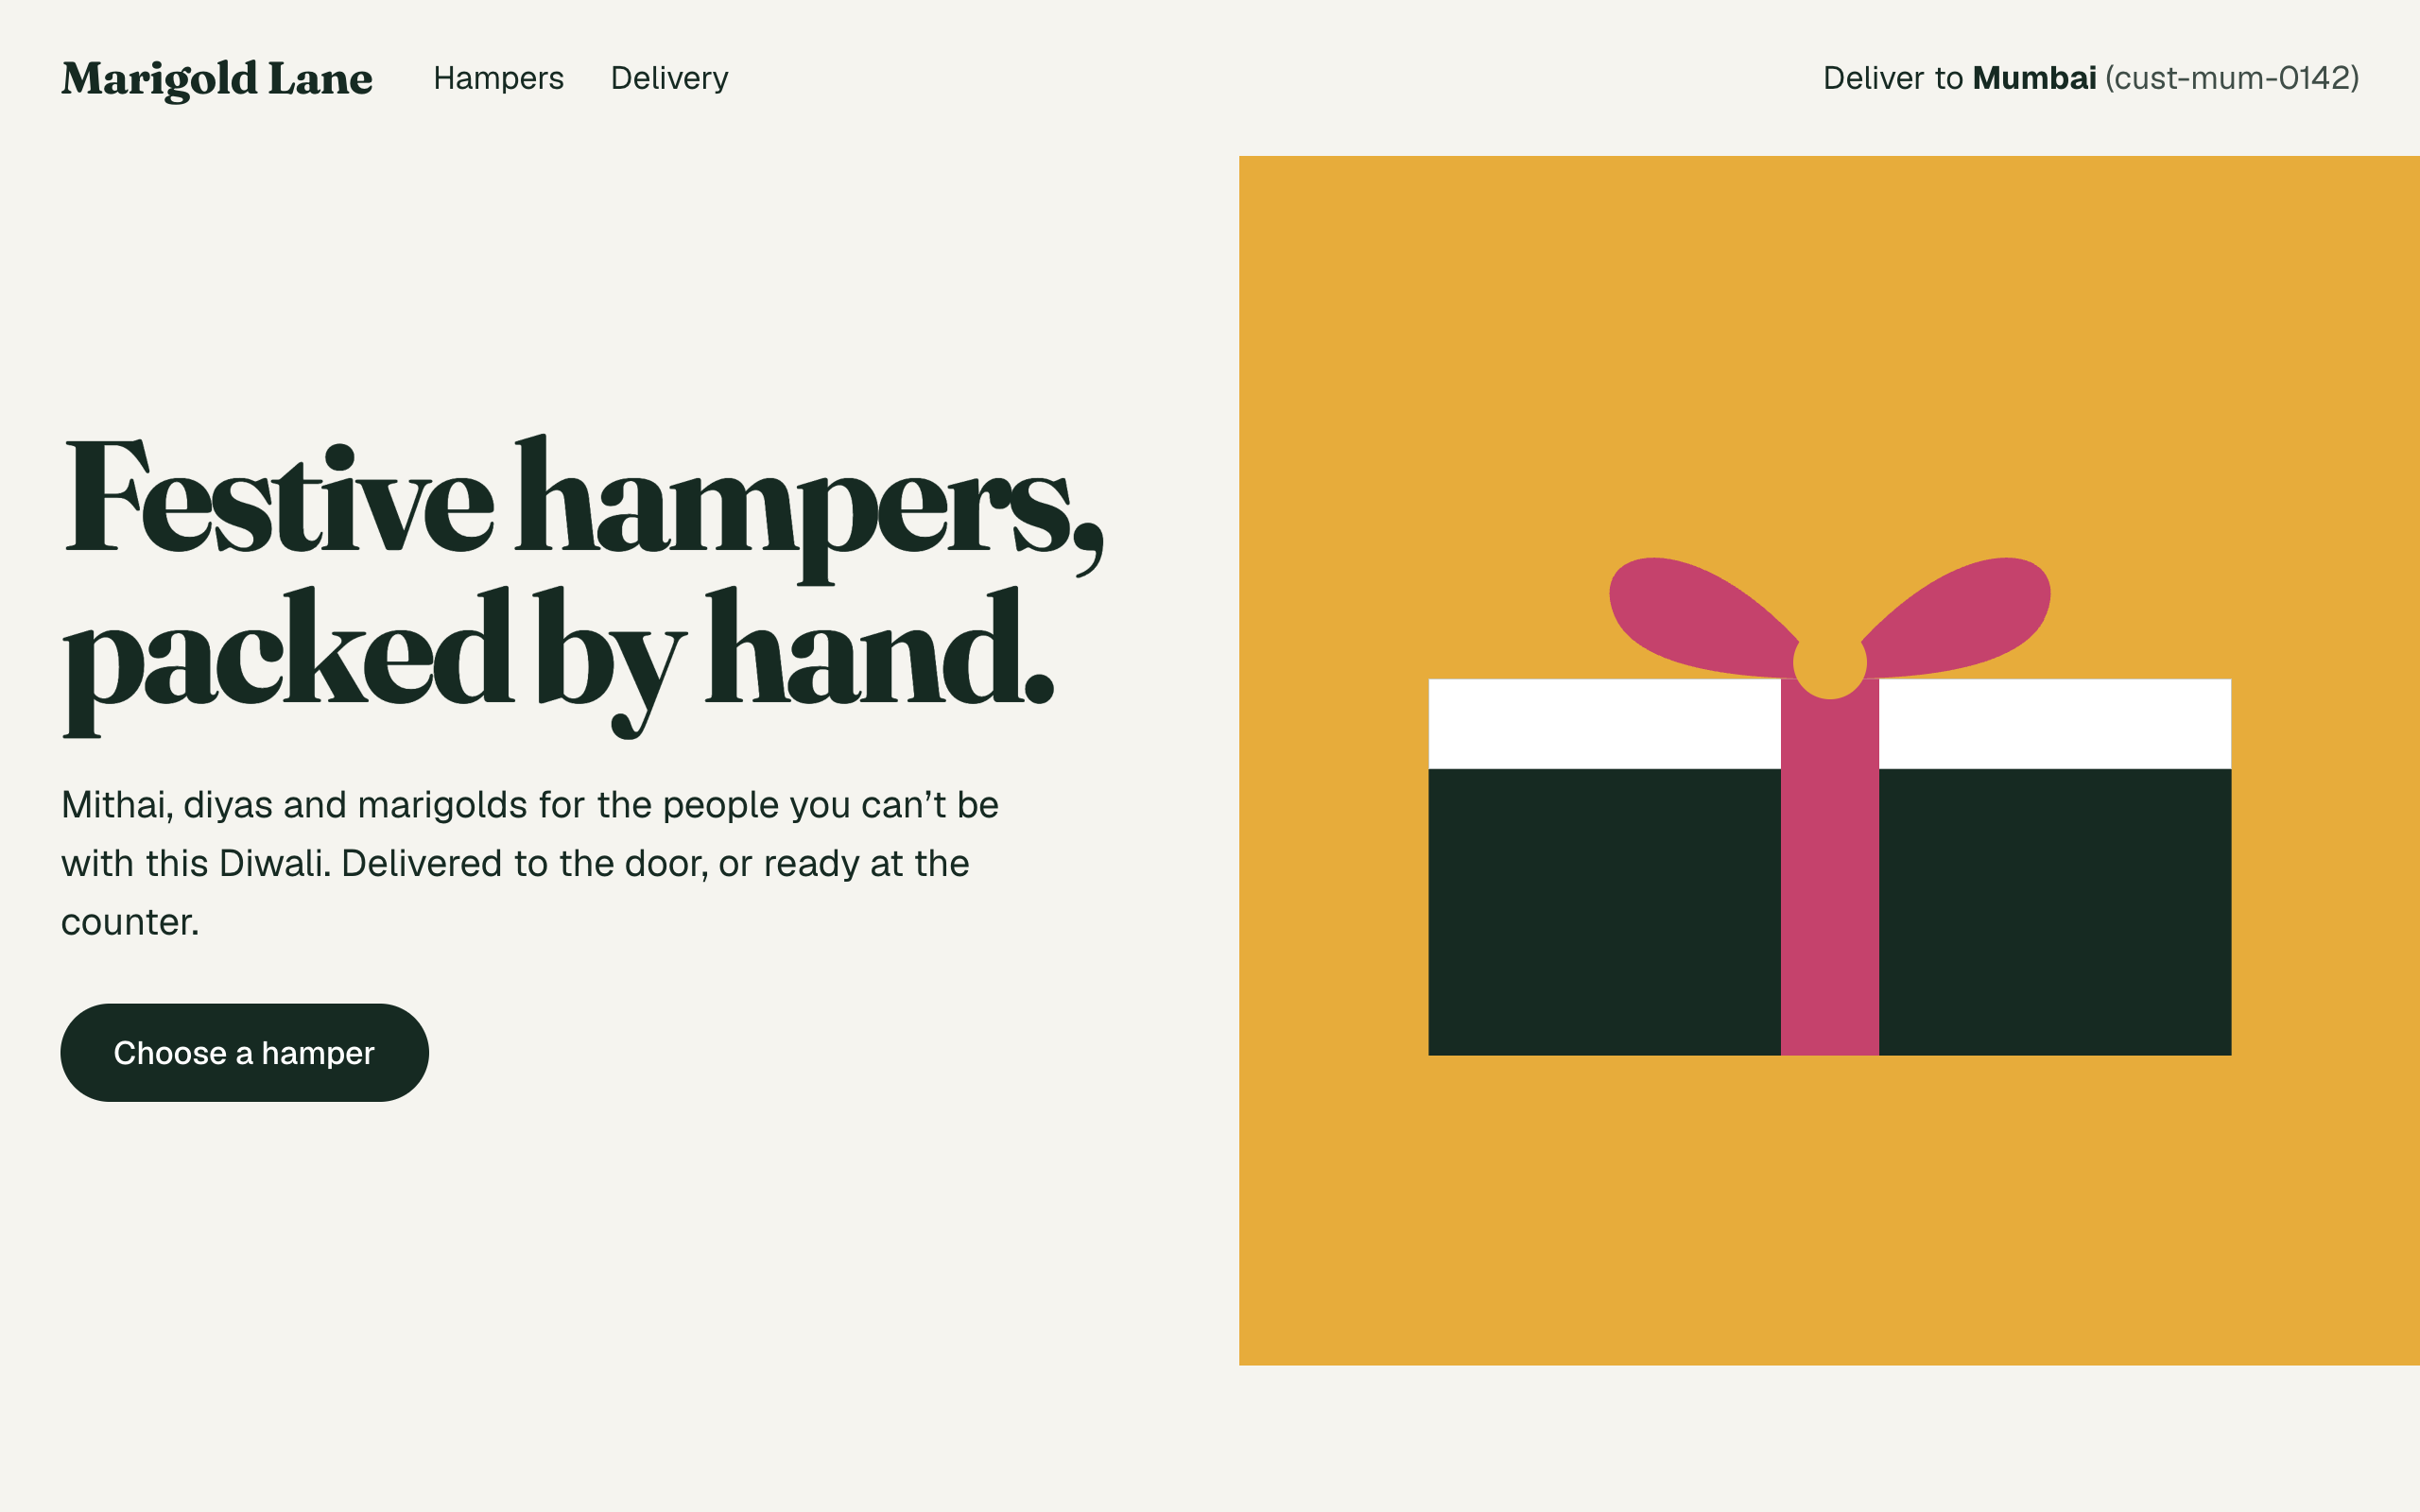 Marigold Lane Hampers Delivery Deliver to Mumbai (cust-mum-0142)
Festive hampers,
packed by hand.
Mithai, diyas and marigolds for the people you can’t be
with this Diwali. Delivered to the door, or ready at the
counter.
Choose a hamper